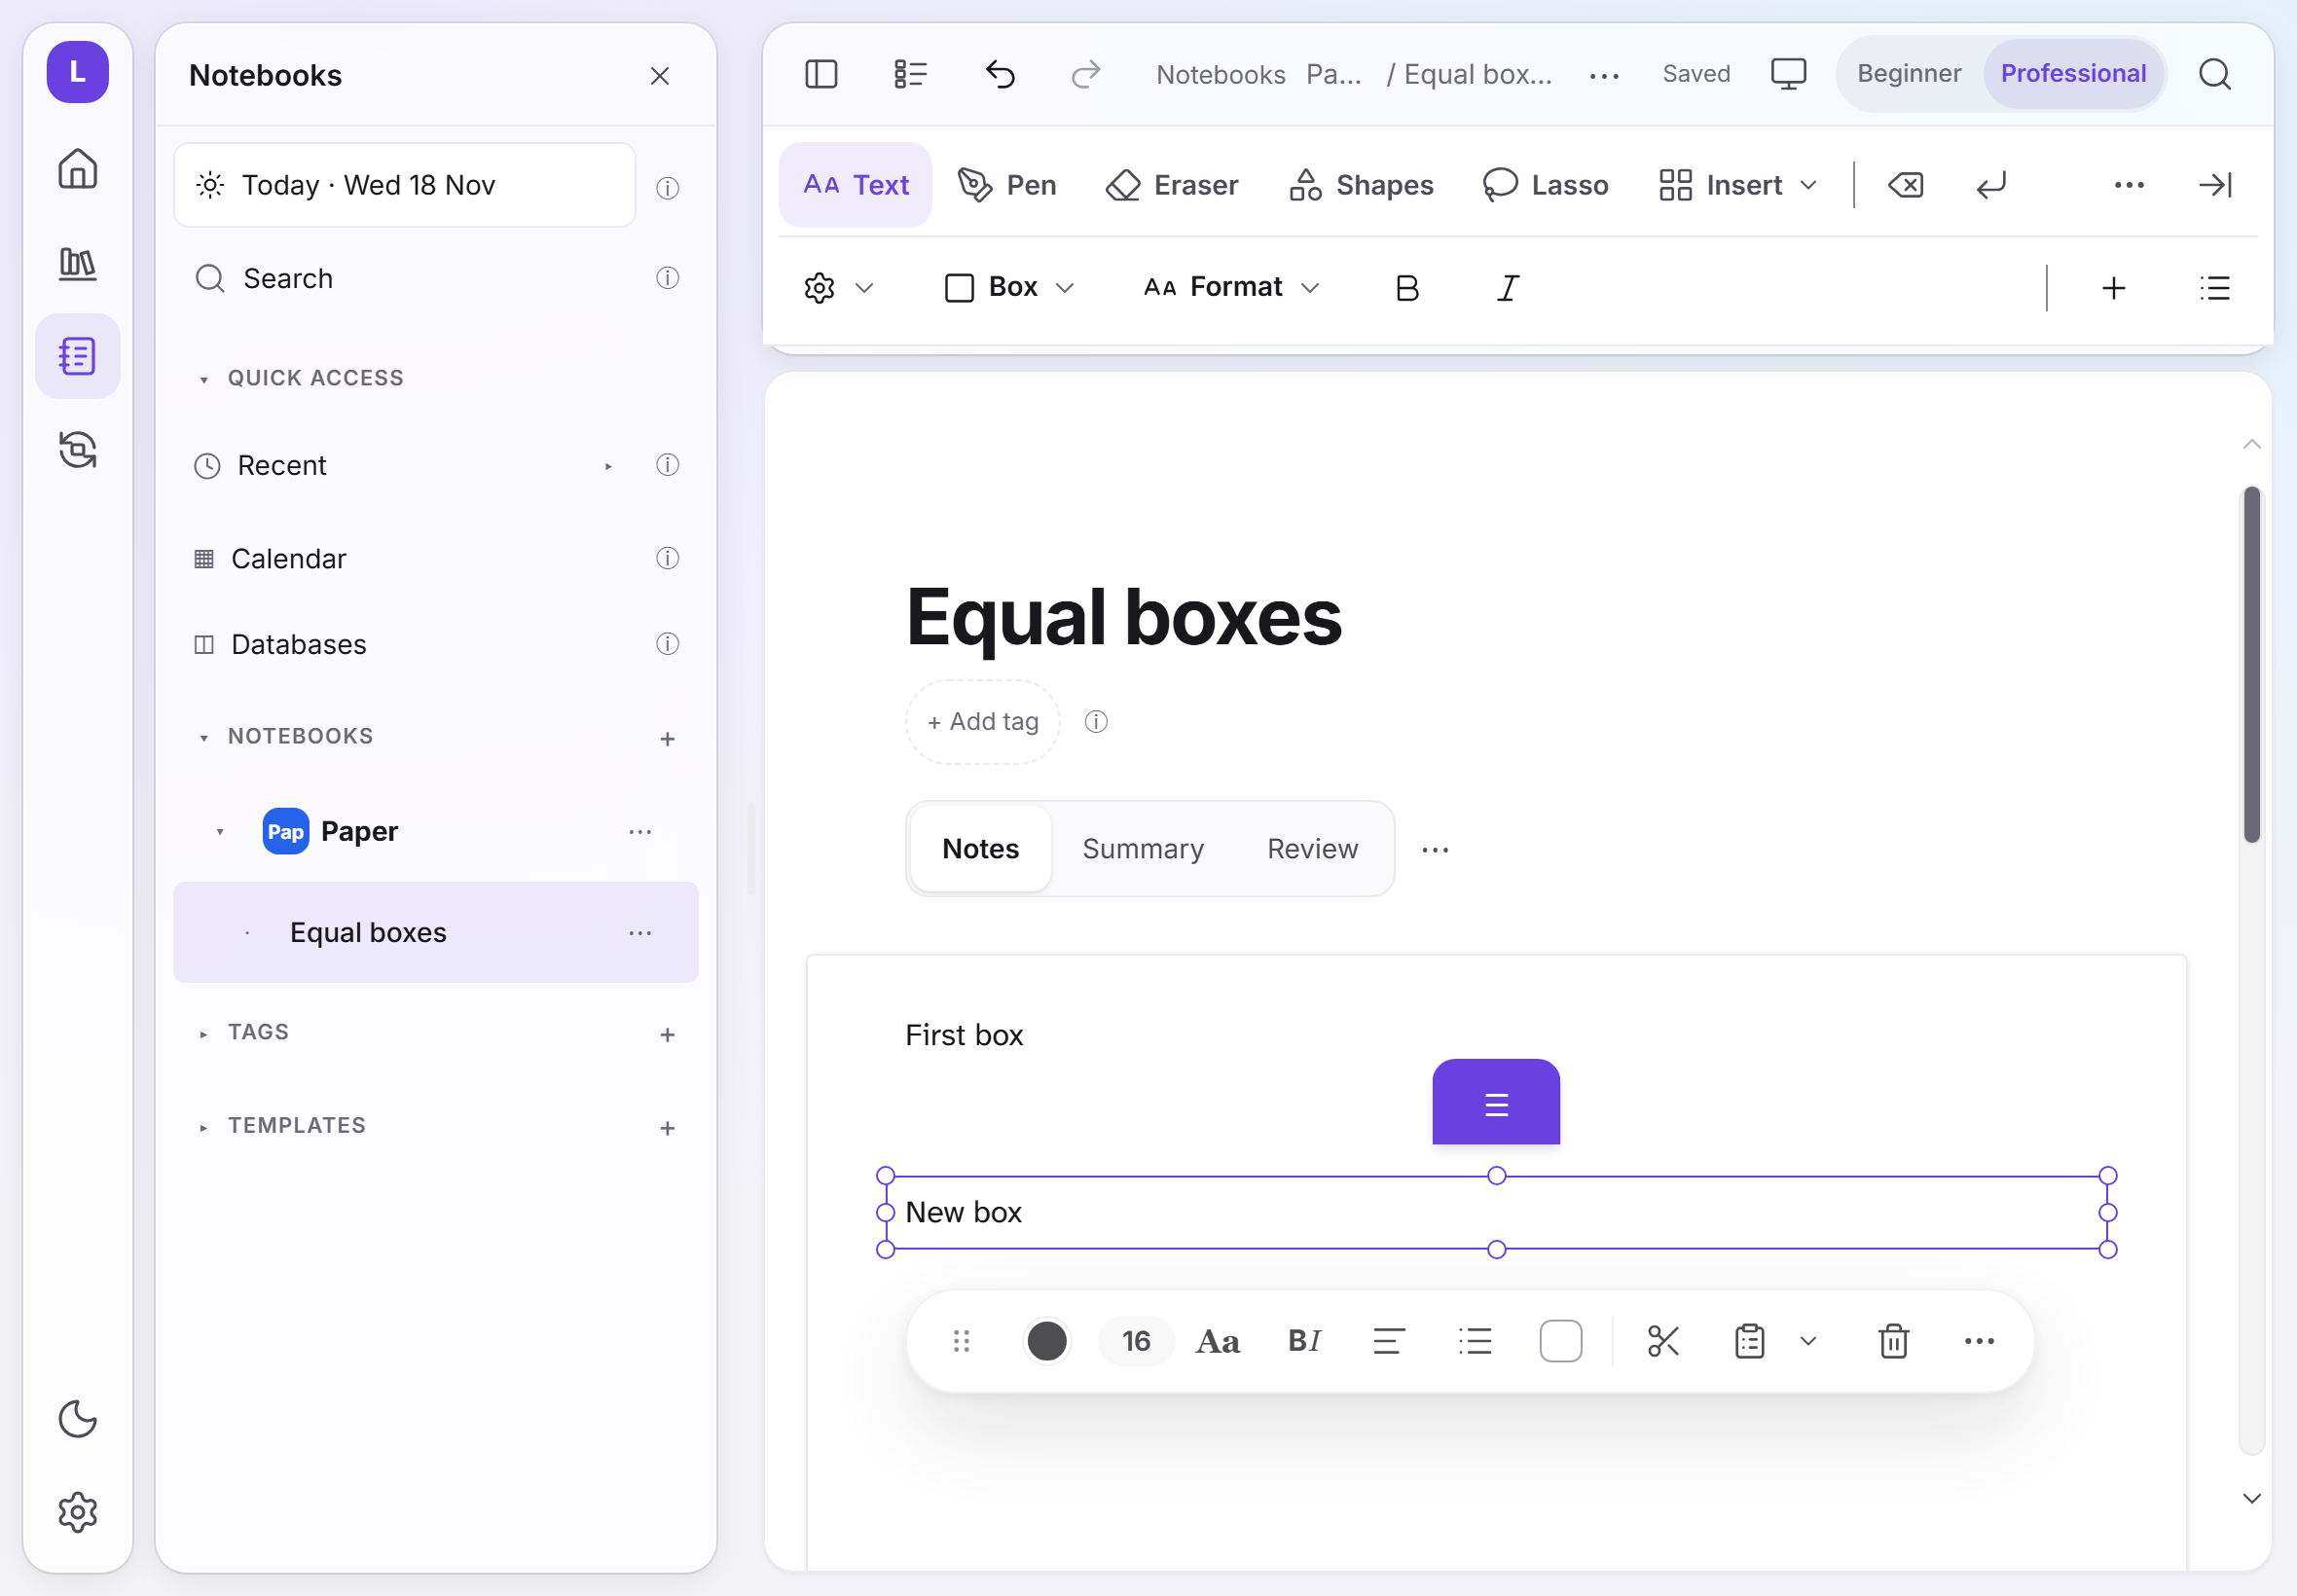 L
Notebooks
Today · Wed 18 Nov
Search
QUICK ACCESS
Recent
Calendar
Databases
NOTEBOOKS
Pap Paper
Equal boxes
TAGS
TEMPLATES
Notebooks Pa... / Equal box... Saved Beginner Professional
Text Pen Eraser Shapes Lasso Insert
Box Format B I
Equal boxes
+ Add tag
Notes Summary Review
First box
New box
16 Aa BI